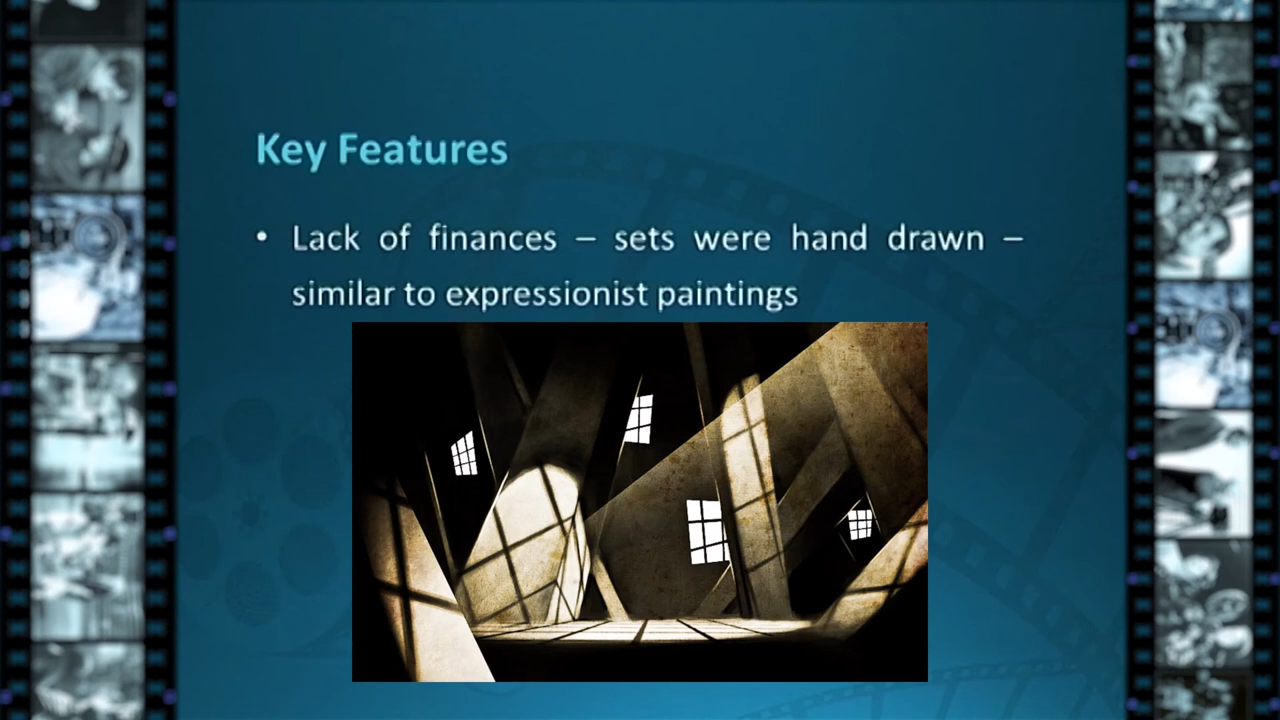 Key Features
• Lack of finances – sets were hand drawn –
similar to expressionist paintings